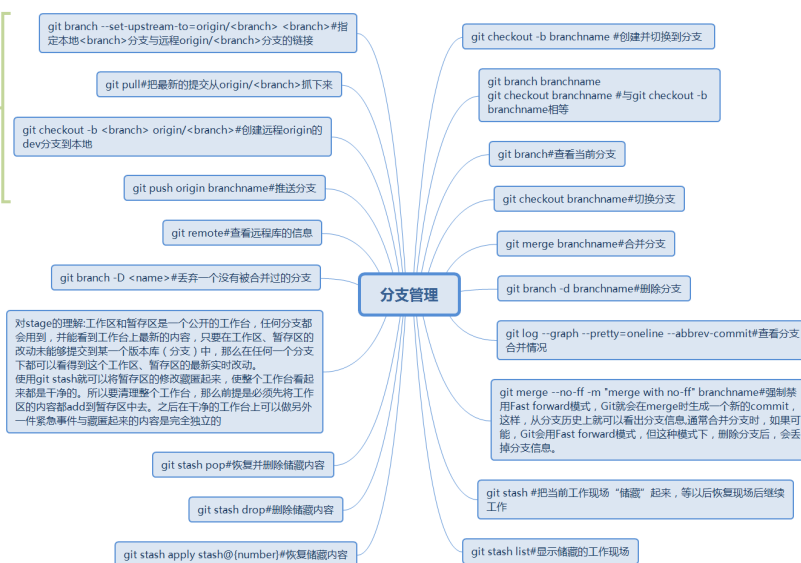 git branch --set-upstream-to=origin/<branch> <branch>#指
定本地<branch>分支与远程origin/<branch>分支的链接
git pull#把最新的提交从origin/<branch>抓下来
git checkout -b <branch> origin/<branch>#创建远程origin的
dev分支到本地
git push origin branchname#推送分支
git remote#查看远程库的信息
git branch -D <name>#丢弃一个没有被合并过的分支
对stage的理解:工作区和暂存区是一个公开的工作台，任何分支都
会用到，并能看到工作台上最新的内容，只要在工作区、暂存区的
改动未能够提交到某一个版本库（分支）中，那么在任何一个分支
下都可以看得到这个工作区、暂存区的最新实时改动。
使用git stash就可以将暂存区的修改藏匿起来，使整个工作台看起
来都是干净的。所以要清理整个工作台，那么前提是必须先将工作
区的内容都add到暂存区中去。之后在干净的工作台上可以做另外
一件紧急事件与藏匿起来的内容是完全独立的
git stash pop#恢复并删除储藏内容
git stash drop#删除储藏内容
git stash apply stash@{number}#恢复储藏内容
分支管理
git checkout -b branchname #创建并切换到分支
git branch branchname
git checkout branchname #与git checkout -b
branchname相等
git branch#查看当前分支
git checkout branchname#切换分支
git merge branchname#合并分支
git branch -d branchname#删除分支
git log --graph --pretty=oneline --abbrev-commit#查看分支
合并情况
git merge --no-ff -m "merge with no-ff" branchname#强制禁
用Fast forward模式，Git就会在merge时生成一个新的commit，
这样，从分支历史上就可以看出分支信息,通常合并分支时，如果可
能，Git会用Fast forward模式，但这种模式下，删除分支后，会丢
掉分支信息。
git stash #把当前工作现场“储藏”起来，等以后恢复现场后继续
工作
git stash list#显示储藏的工作现场